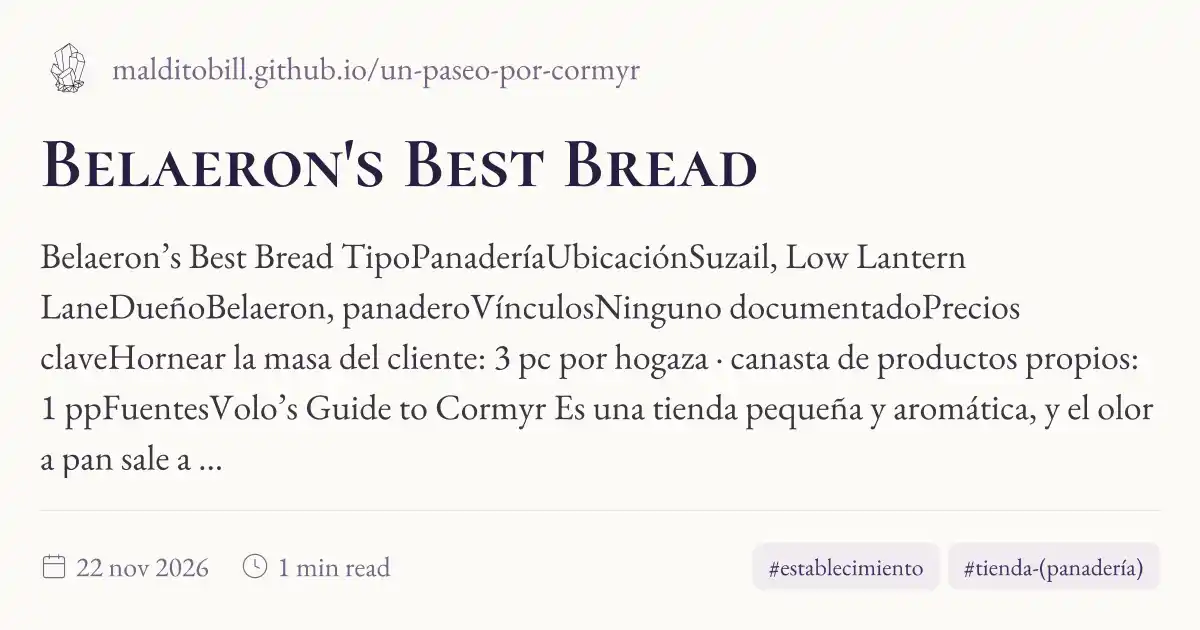 malditobill.github.io/un-paseo-por-cormyr
Belaeron's Best Bread
Belaeron’s Best Bread TipoPanaderíaUbicaciónSuzail, Low Lantern
LaneDueñoBelaeron, panaderoVínculosNinguno documentadoPrecios
claveHornear la masa del cliente: 3 pc por hogaza · canasta de productos propios:
1 ppFuentesVolo’s Guide to Cormyr Es una tienda pequeña y aromática, y el olor
a pan sale a ...
22 nov 2026 1 min read #establecimiento #tienda-(panadería)